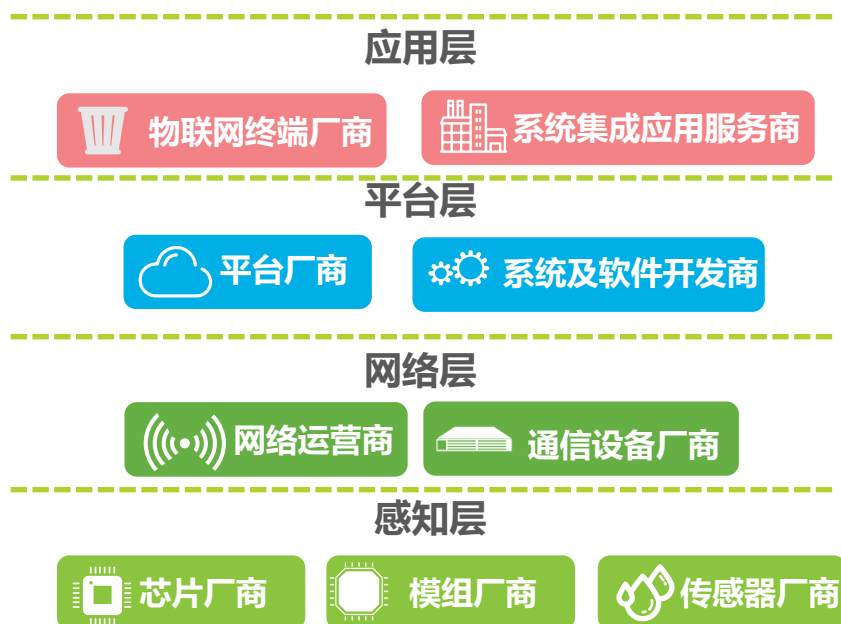 应用层
物联网终端厂商
系统集成应用服务商
平台层
平台厂商
系统及软件开发商
网络层
网络运营商
通信设备厂商
感知层
芯片厂商
模组厂商
传感器厂商